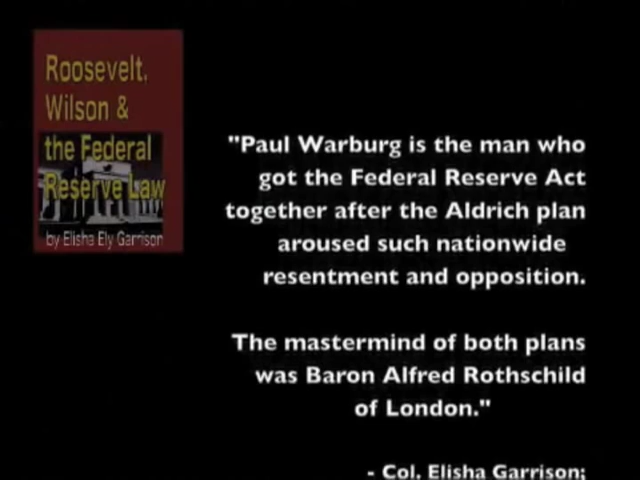 Roosevelt,
Wilson &
the Federal
Reserve Law
by Elisha Ely Garrison
"Paul Warburg is the man who
got the Federal Reserve Act
together after the Aldrich plan
aroused such nationwide
resentment and opposition.
The mastermind of both plans
was Baron Alfred Rothschild
of London."
- Col. Elisha Garrison;